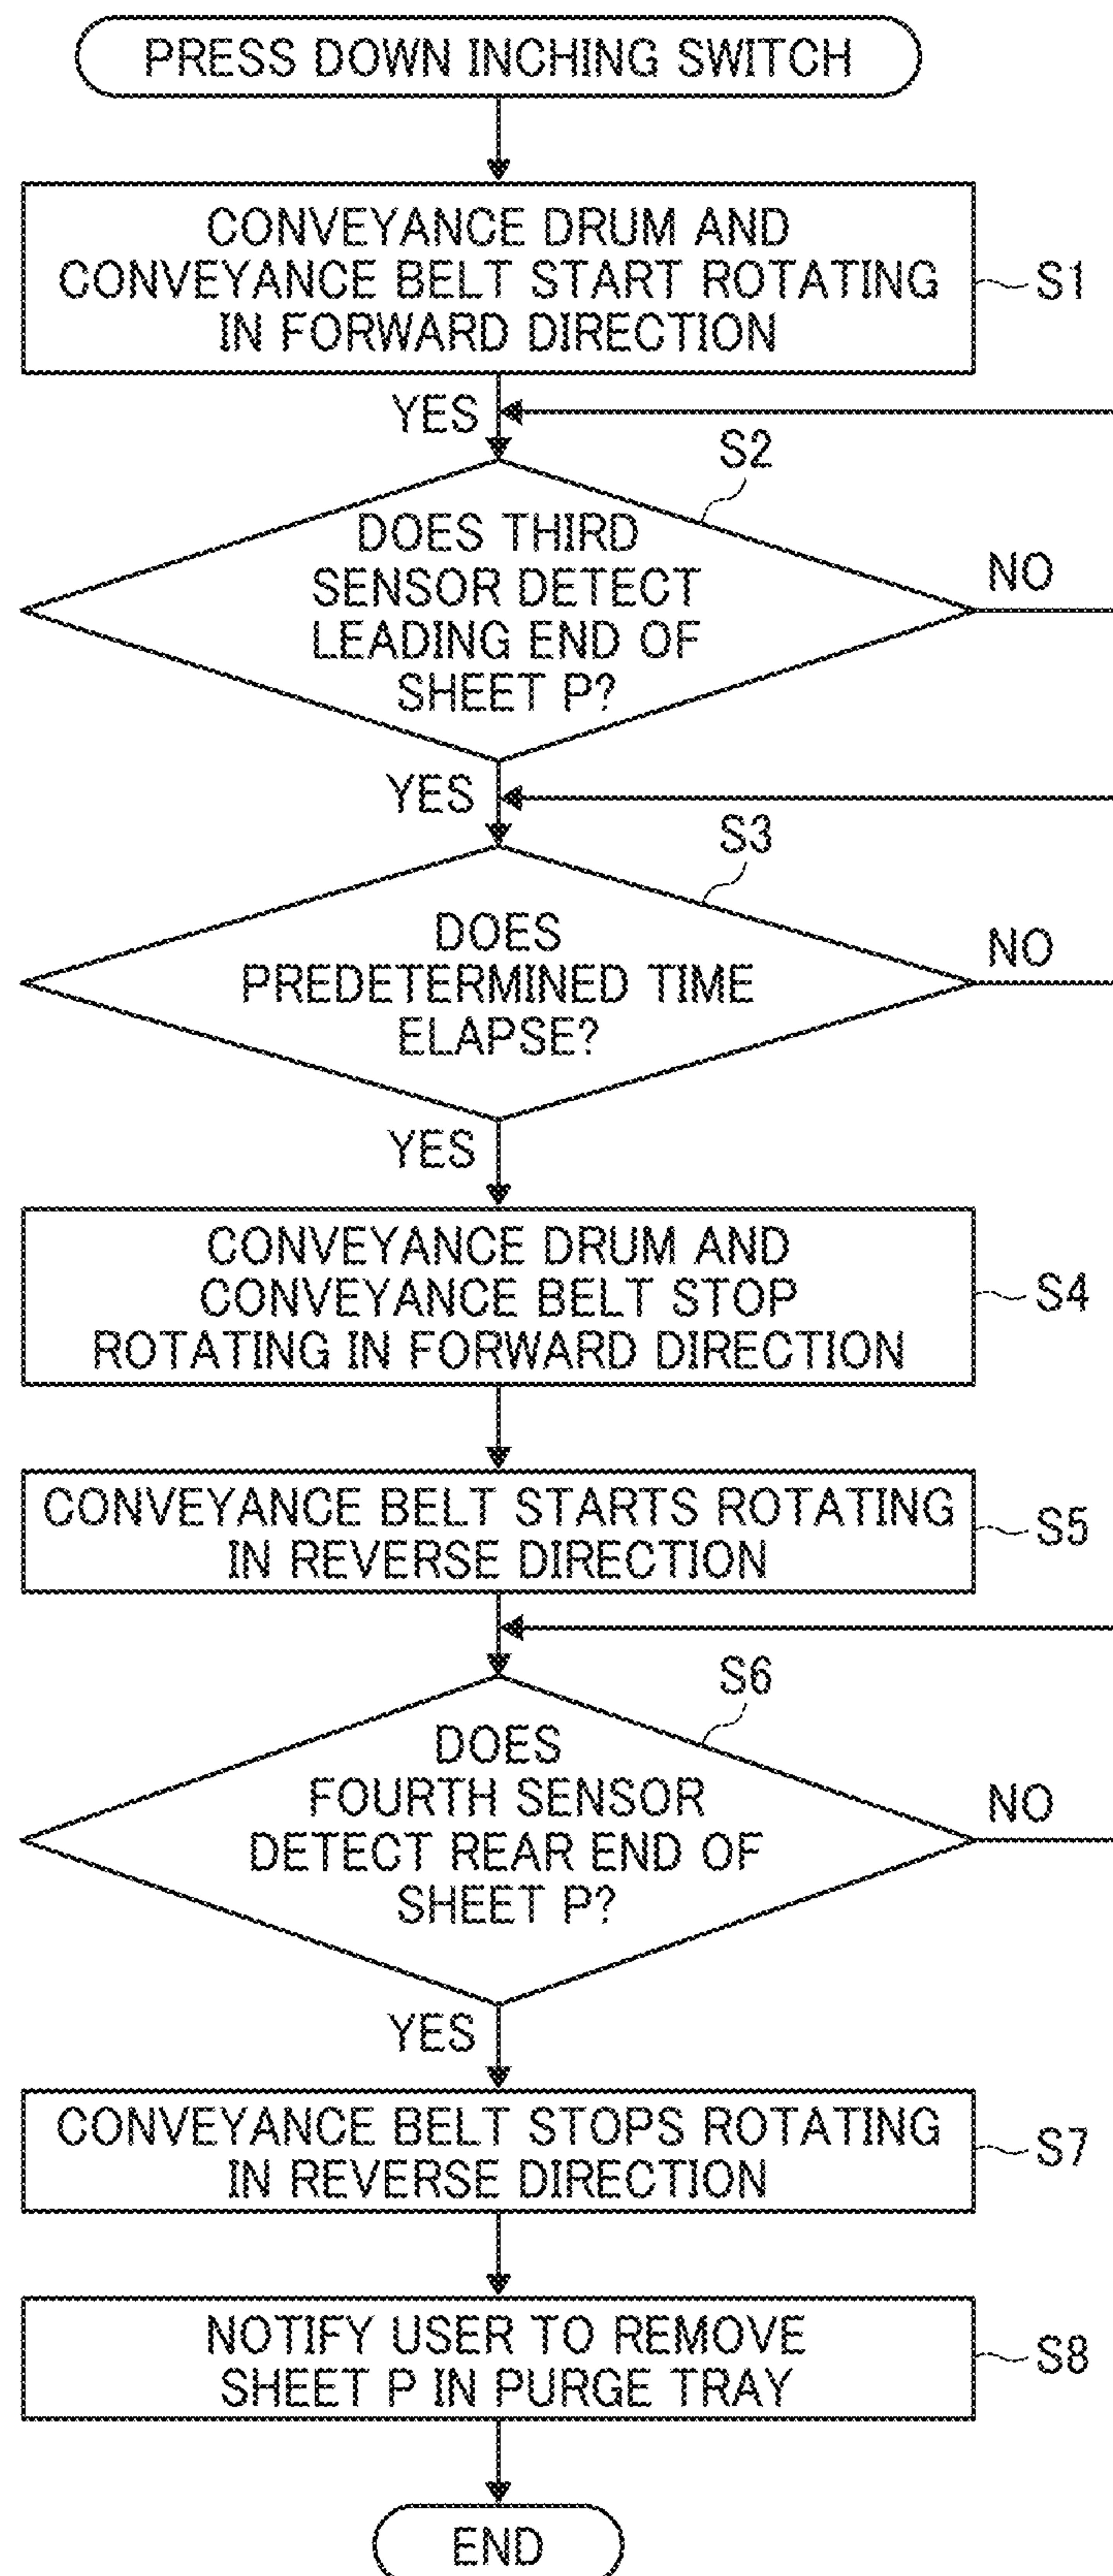 PRESS DOWN INCHING SWITCH
CONVEYANCE DRUM AND
CONVEYANCE BELT START ROTATING
IN FORWARD DIRECTION
S1
YES
S2
DOES THIRD
SENSOR DETECT
LEADING END OF
SHEET P?
NO
YES
S3
DOES
PREDETERMINED TIME
ELAPSE?
NO
YES
CONVEYANCE DRUM AND
CONVEYANCE BELT STOP
ROTATING IN FORWARD DIRECTION
S4
CONVEYANCE BELT STARTS ROTATING
IN REVERSE DIRECTION
S5
S6
DOES
FOURTH SENSOR
DETECT REAR END OF
SHEET P?
NO
YES
CONVEYANCE BELT STOPS ROTATING
IN REVERSE DIRECTION
S7
NOTIFY USER TO REMOVE
SHEET P IN PURGE TRAY
S8
END